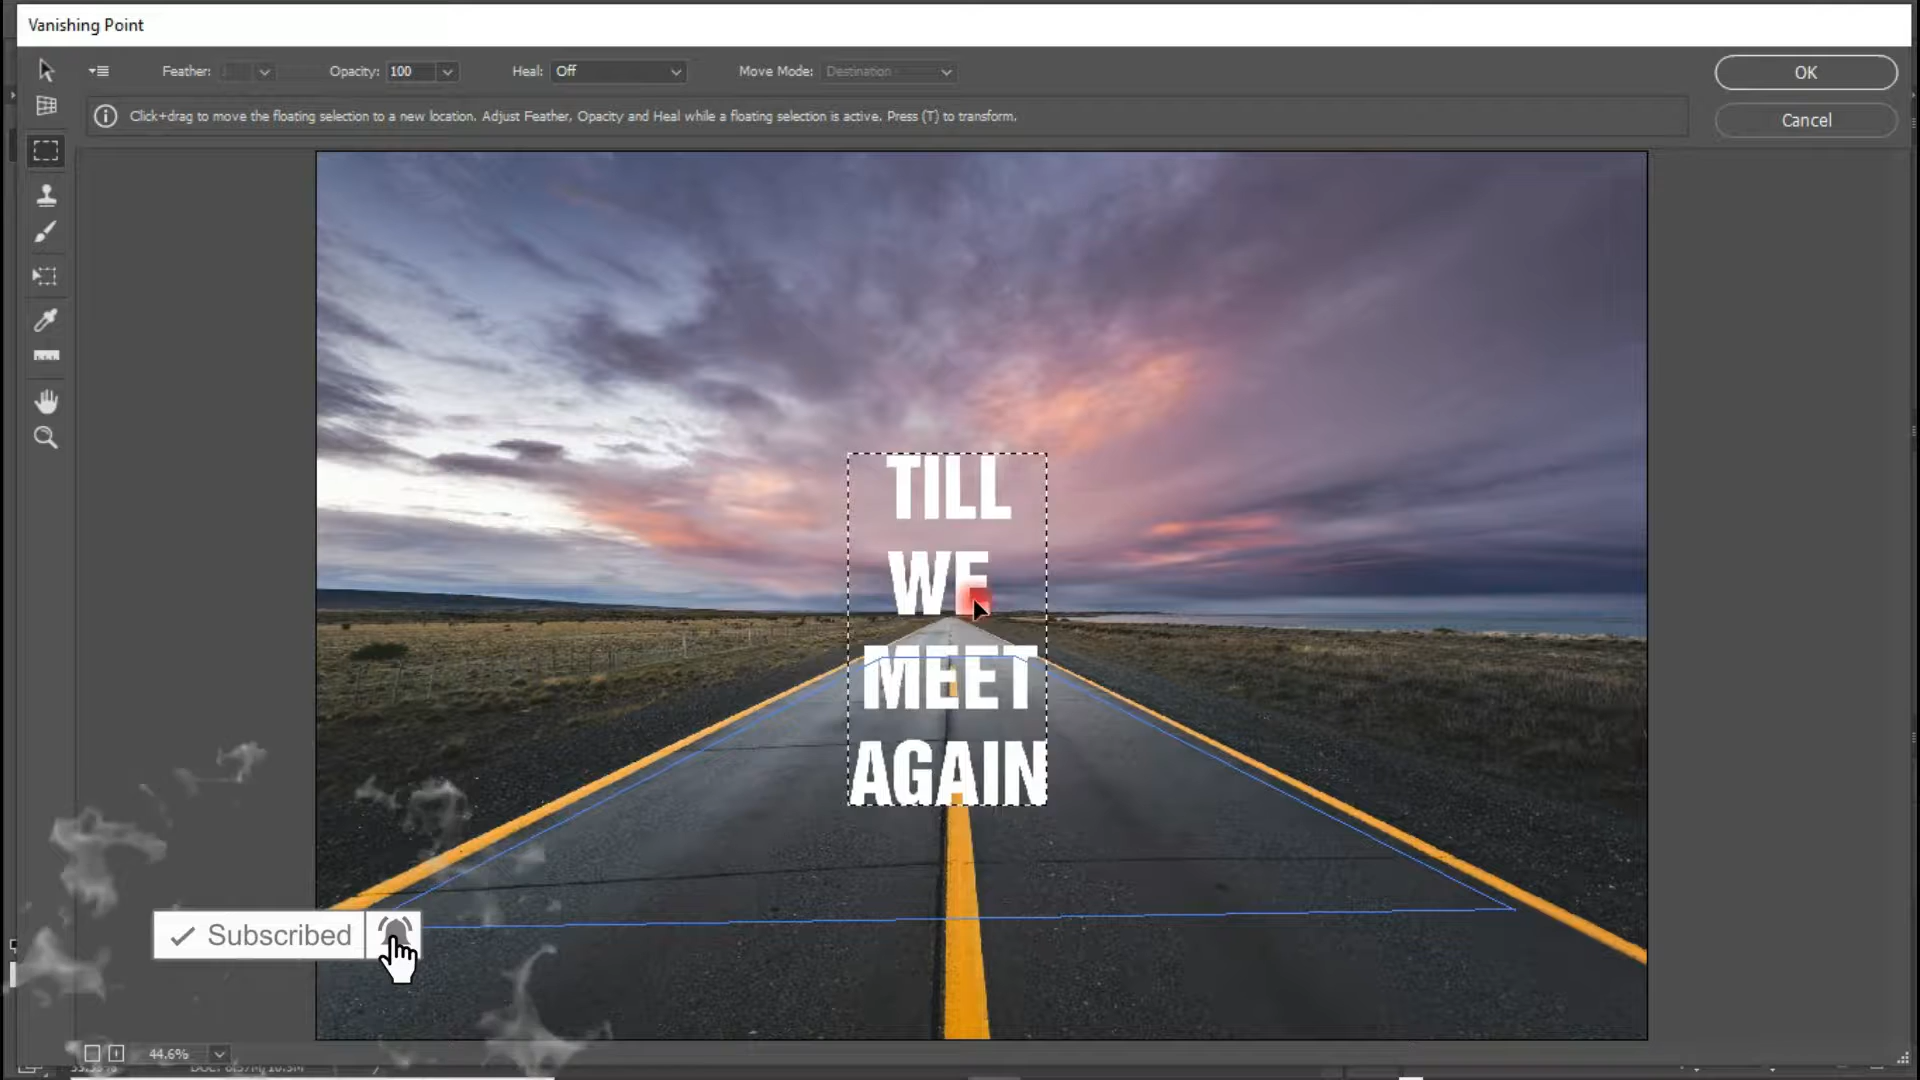 Vanishing Point
Feather:
Opacity: 100
Heal: Off
Move Mode: Destination
OK
Click+drag to move the floating selection to a new location. Adjust Feather, Opacity and Heal while a floating selection is active. Press (T) to transform.
Cancel
TILL
WE
MEET
AGAIN
Subscribed
44.6%